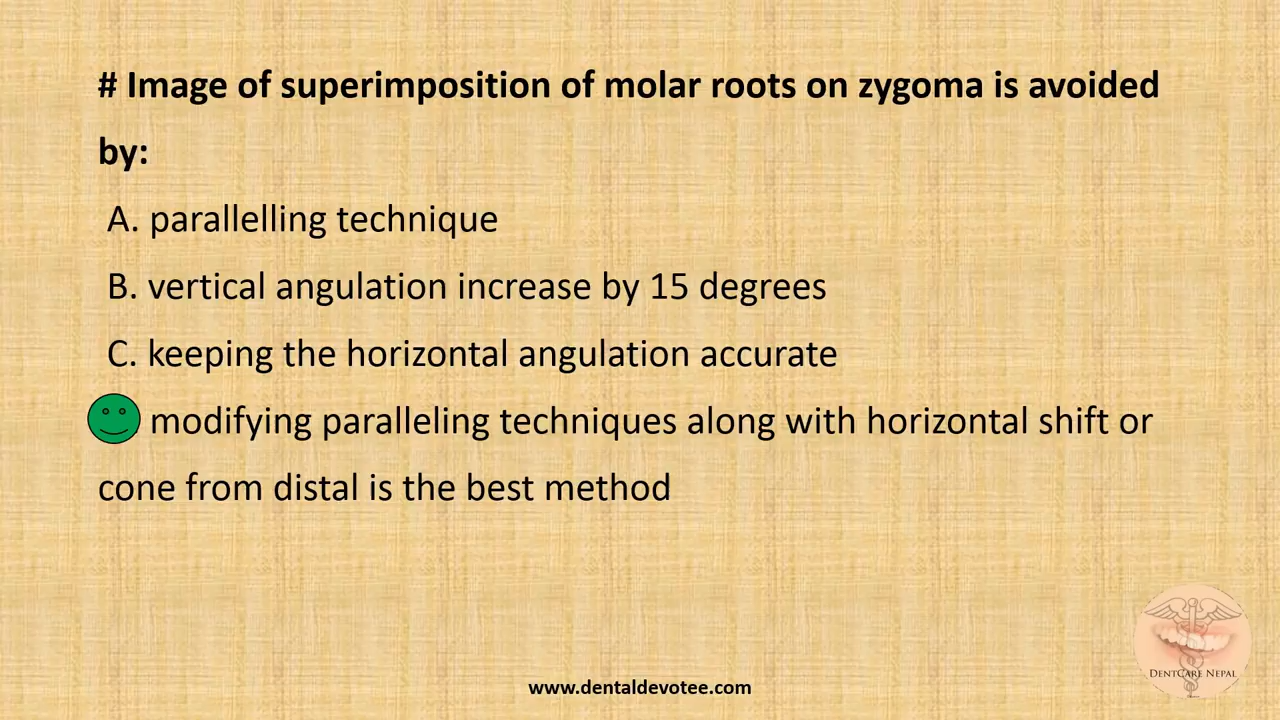 # Image of superimposition of molar roots on zygoma is avoided
by:
A. parallelling technique
B. vertical angulation increase by 15 degrees
C. keeping the horizontal angulation accurate
modifying paralleling techniques along with horizontal shift or
cone from distal is the best method
DENTCARE NEPAL
www.dentaldevotee.com